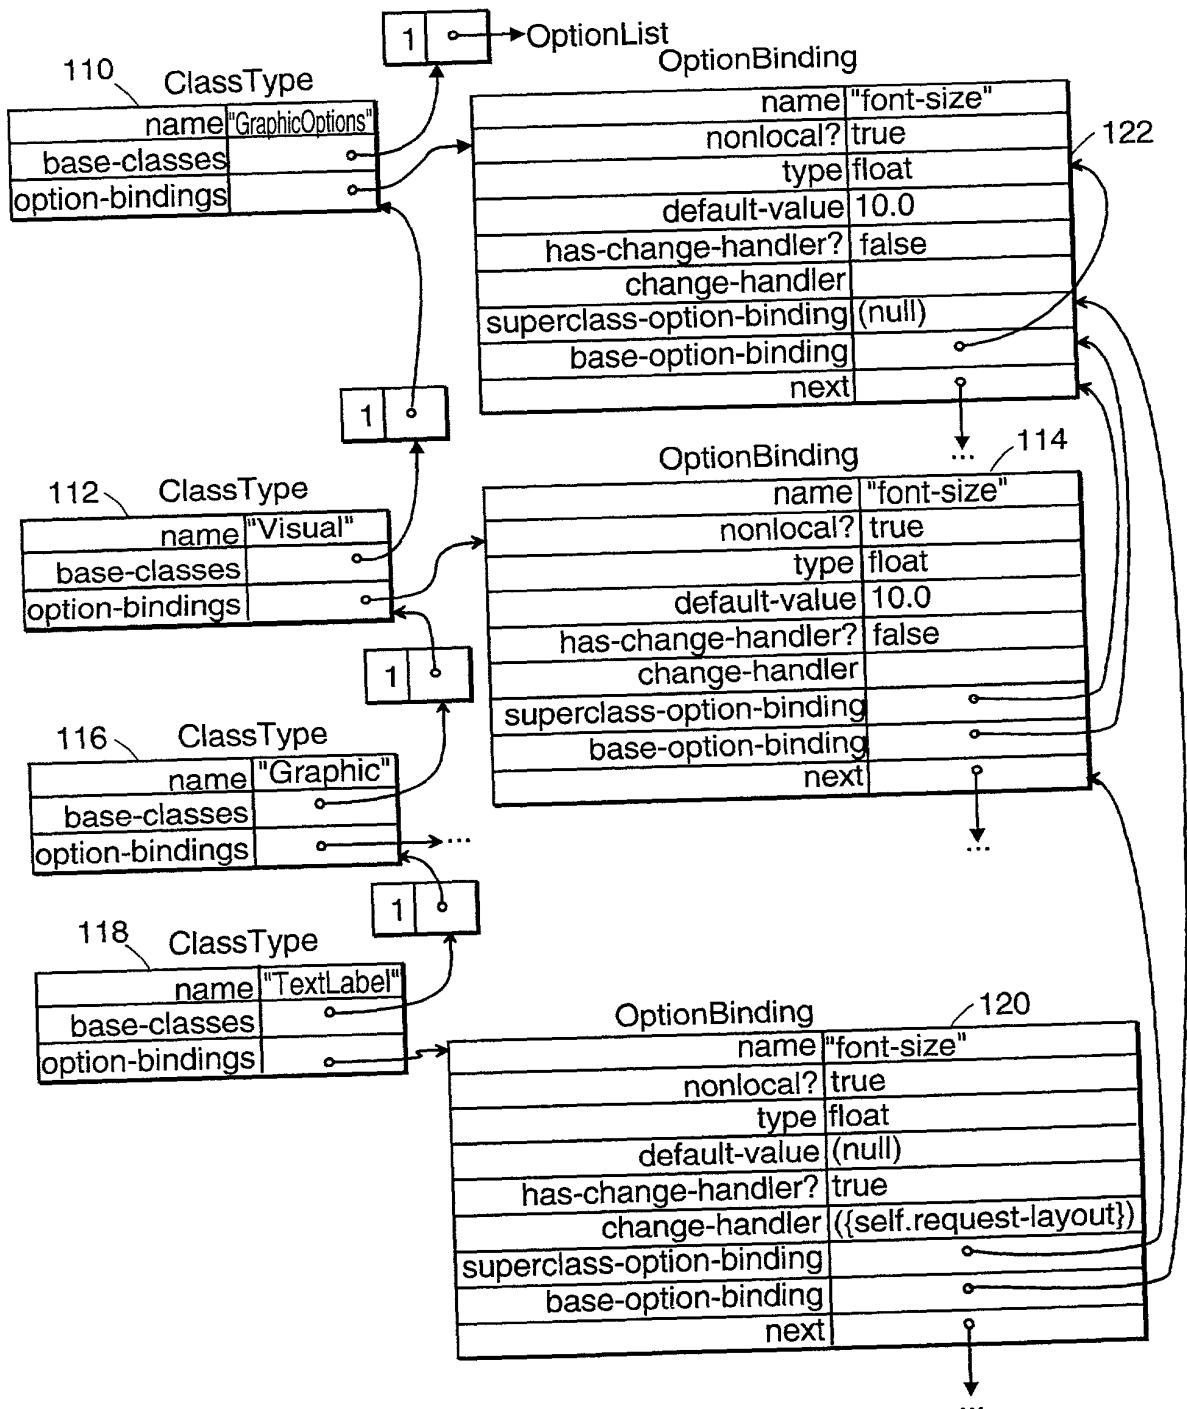 1
OptionList
110
ClassType
name "GraphicOptions"
base-classes
option-bindings
OptionBinding
name "font-size"
nonlocal? true
122
type float
default-value 10.0
has-change-handler? false
change-handler
superclass-option-binding (null)
base-option-binding
next
...
1
112
ClassType
name "Visual"
base-classes
option-bindings
OptionBinding
114
name "font-size"
nonlocal? true
type float
default-value 10.0
has-change-handler? false
change-handler
superclass-option-binding
base-option-binding
next
...
1
116
ClassType
name "Graphic"
base-classes
option-bindings ...
1
118
ClassType
name "TextLabel"
base-classes
option-bindings
OptionBinding
120
name "font-size"
nonlocal? true
type float
default-value (null)
has-change-handler? true
change-handler ({self.request-layout})
superclass-option-binding
base-option-binding
next
...